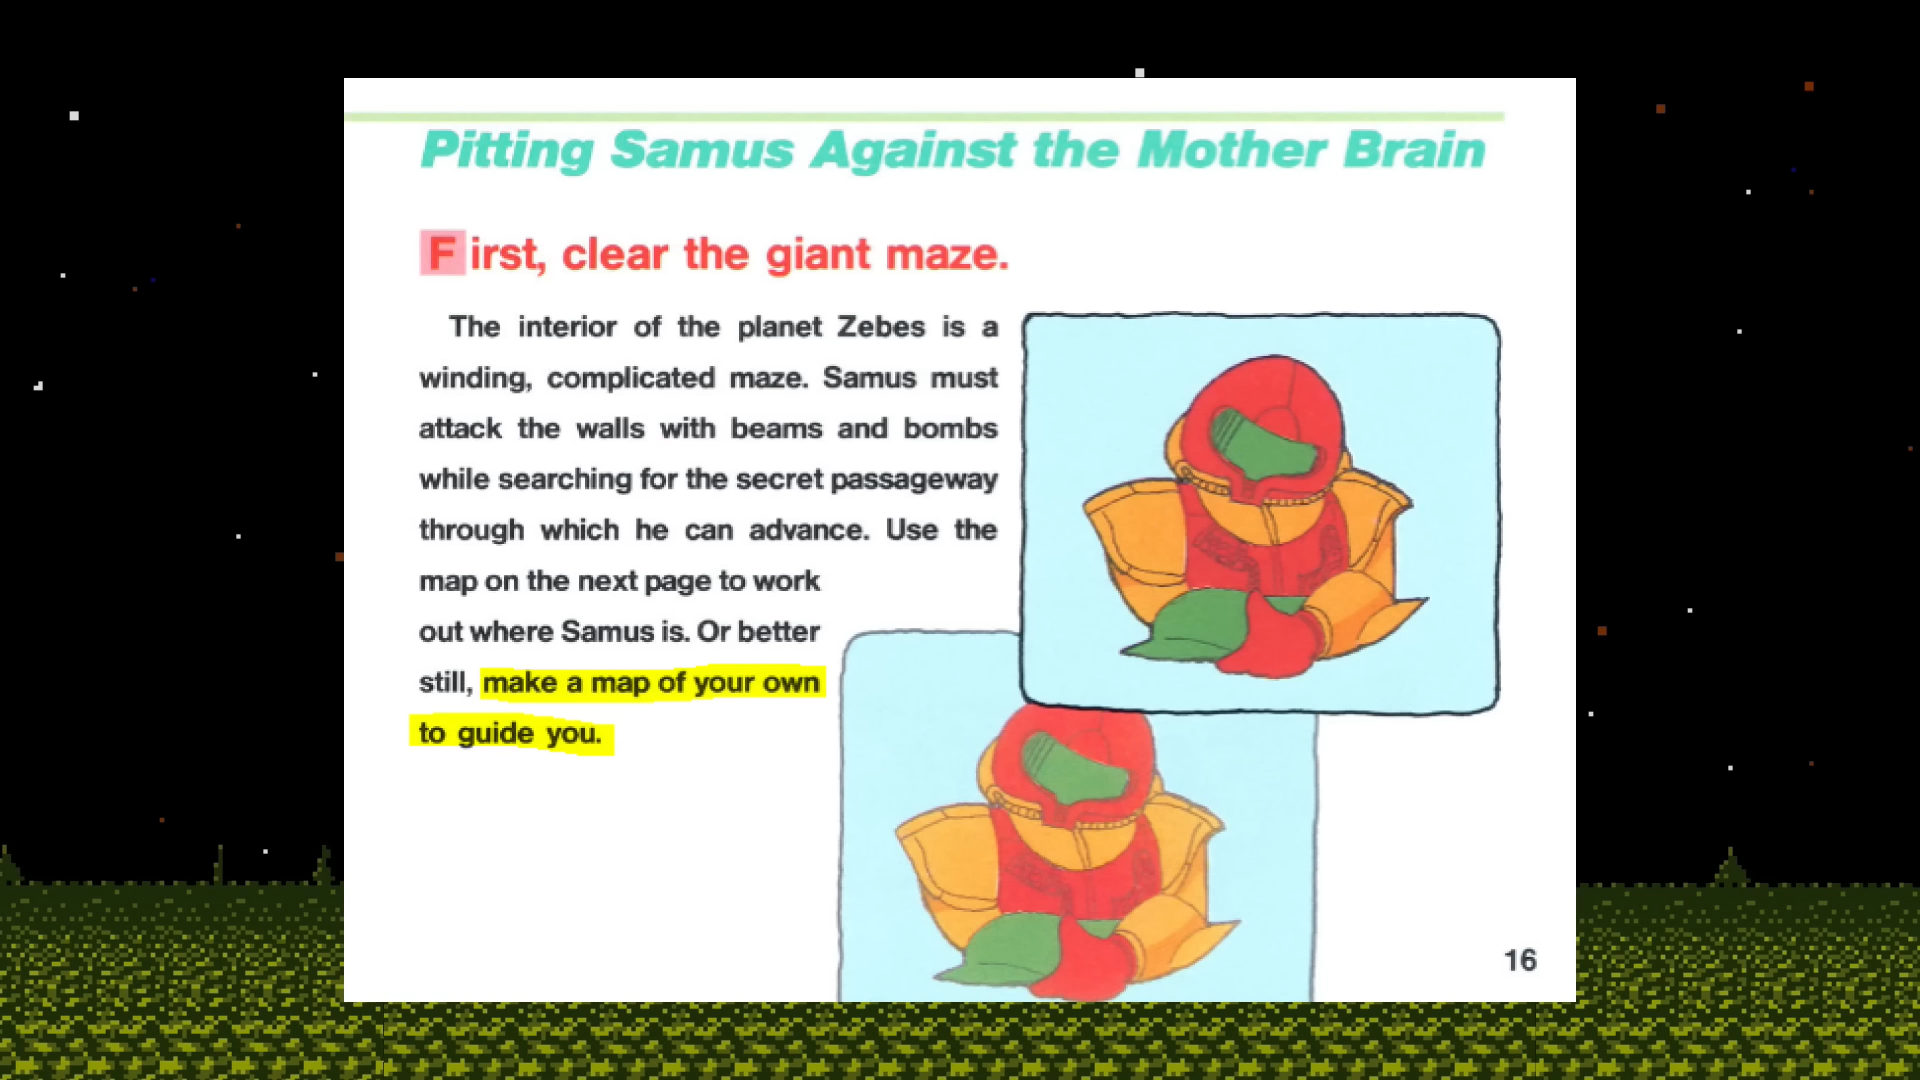 Pitting Samus Against the Mother Brain
First, clear the giant maze.
The interior of the planet Zebes is a
winding, complicated maze. Samus must
attack the walls with beams and bombs
while searching for the secret passageway
through which he can advance. Use the
map on the next page to work
out where Samus is. Or better
still, make a map of your own
to guide you.
16